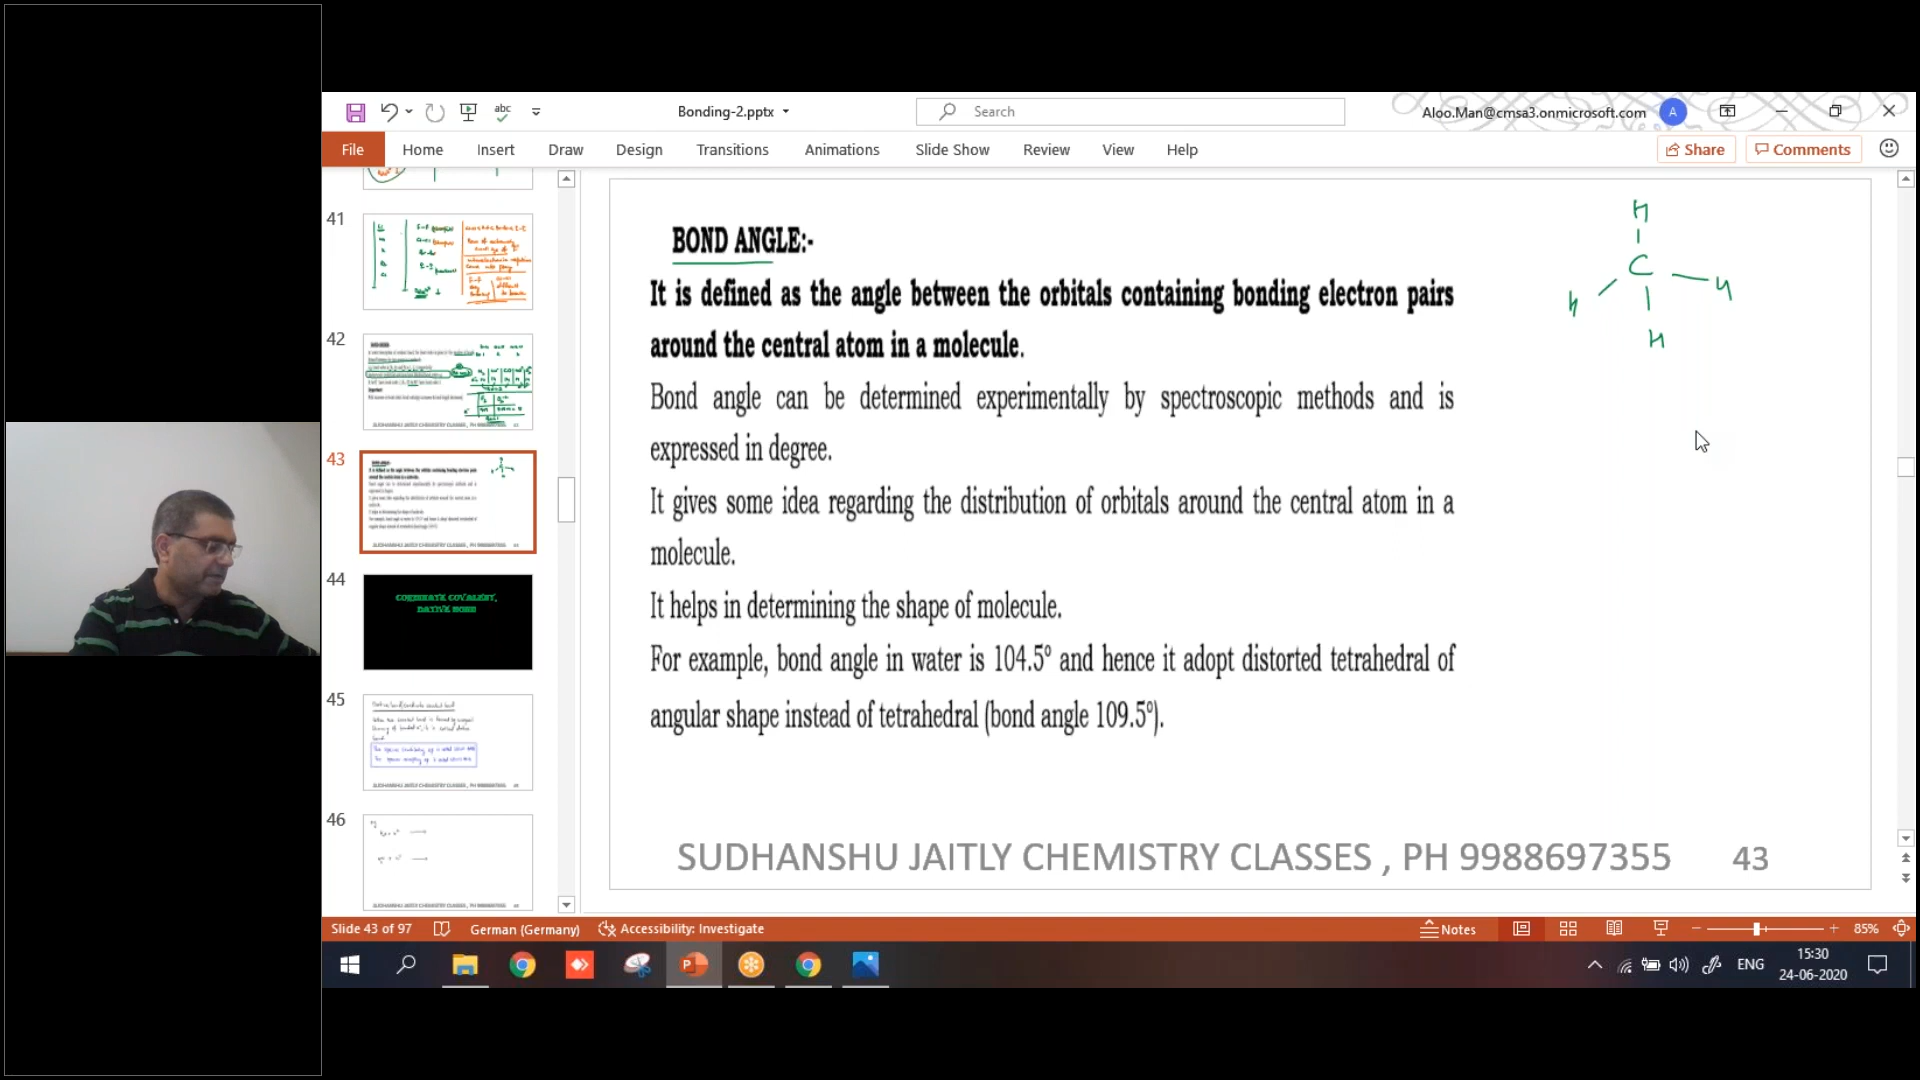 Bonding-2.pptx
Search
Aloo.Man@cmsa3.onmicrosoft.com
A
abc
File
Home
Insert
Draw
Design
Transitions
Animations
Slide Show
Review
View
Help
Share
Comments
41
42
43
44
45
46
BOND ANGLE:-
It is defined as the angle between the orbitals containing bonding electron pairs
around the central atom in a molecule.
Bond angle can be determined experimentally by spectroscopic methods and is
expressed in degree.
It gives some idea regarding the distribution of orbitals around the central atom in a
molecule.
It helps in determining the shape of molecule.
For example, bond angle in water is 104.5° and hence it adopt distorted tetrahedral of
angular shape instead of tetrahedral (bond angle 109.5°).
H
C
H
H
H
SUDHANSHU JAITLY CHEMISTRY CLASSES , PH 9988697355
43
Slide 43 of 97
German (Germany)
Accessibility: Investigate
Notes
85%
ENG
15:30
24-06-2020